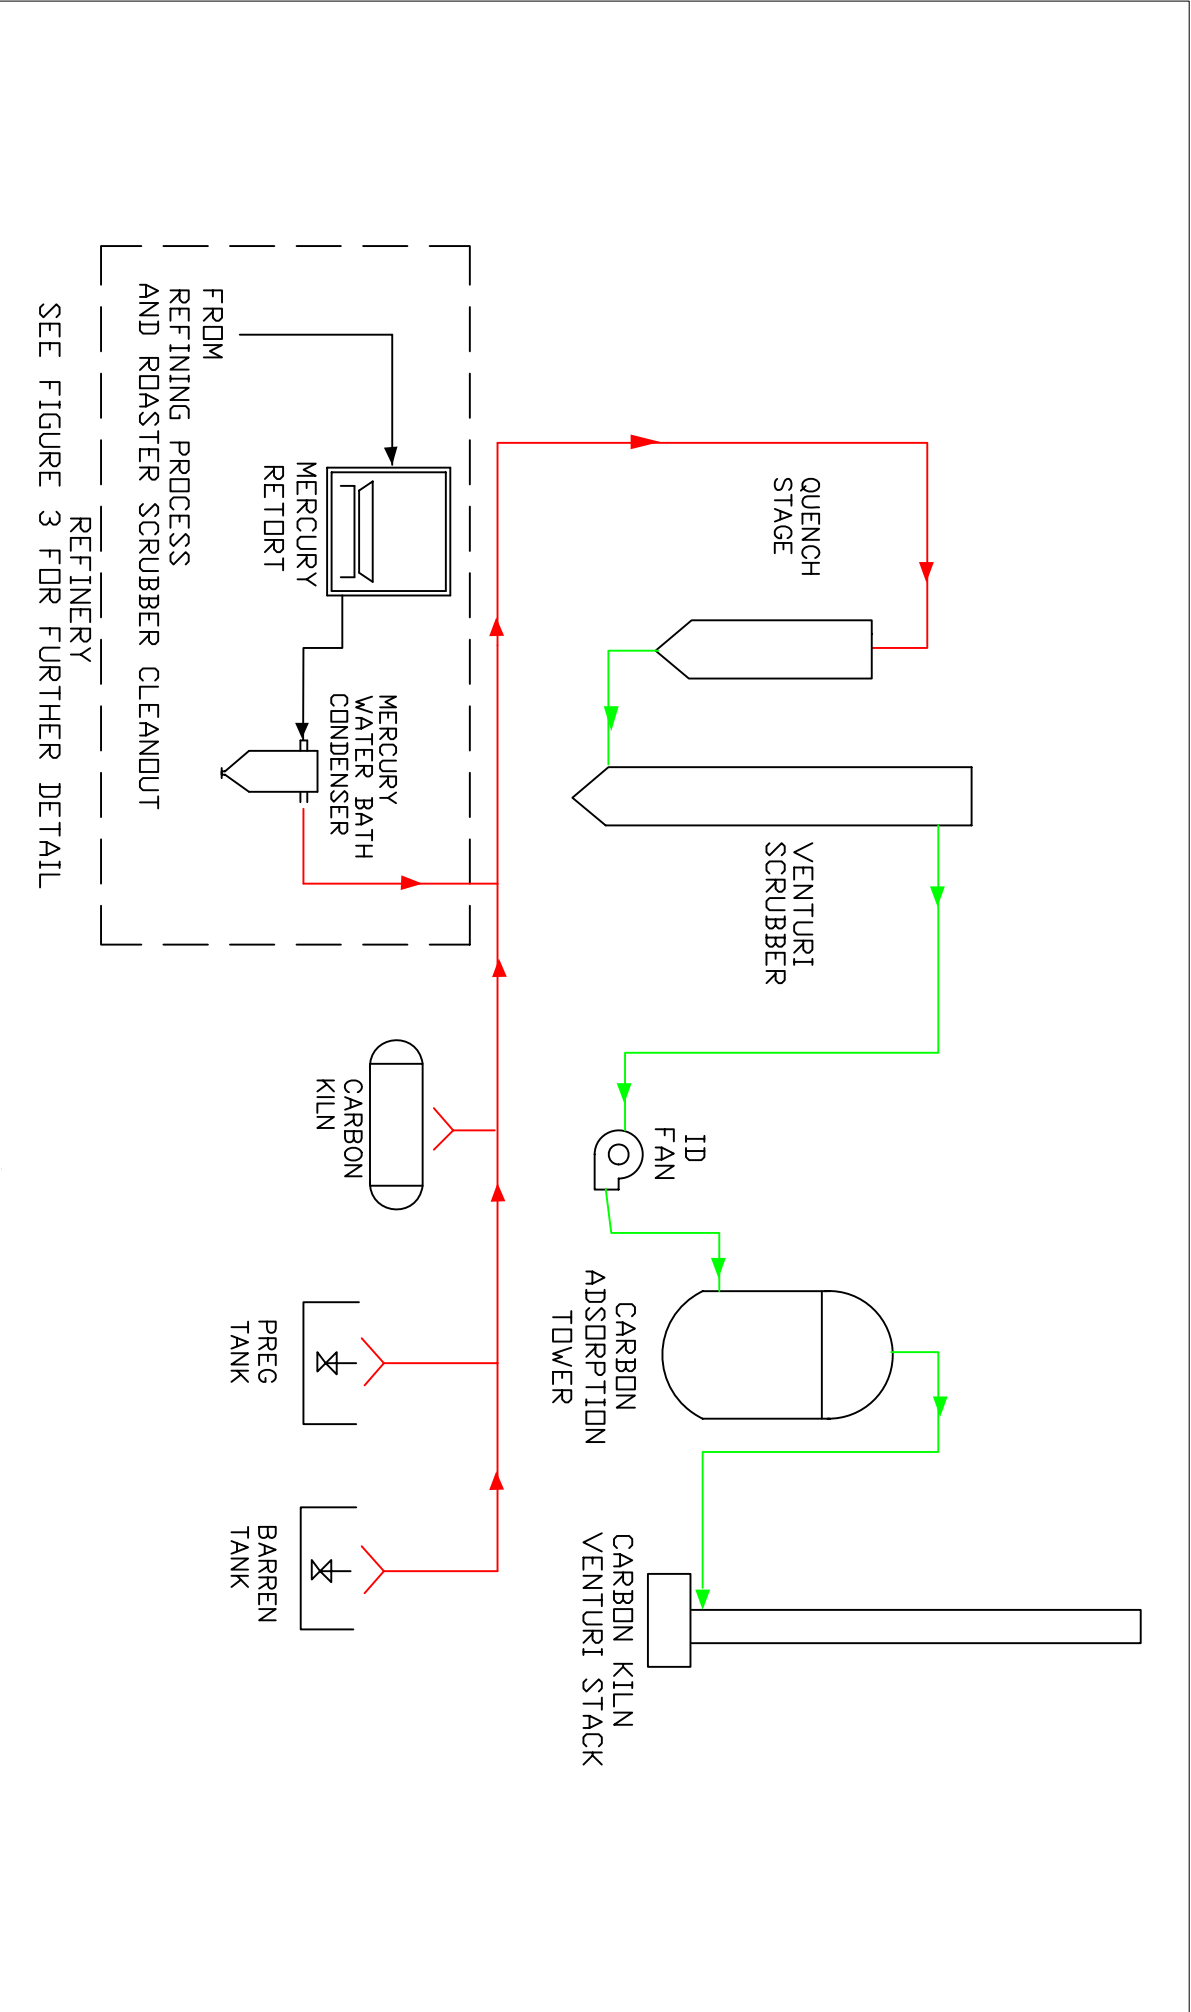 QUENCH
STAGE
VENTURI
SCRUBBER
ID
FAN
CARBON
ADSORPTION
TOWER
CARBON KILN
VENTURI STACK
FROM
REFINING PROCESS
AND ROASTER SCRUBBER CLEANOUT
MERCURY
RETORT
MERCURY
WATER BATH
CONDENSER
CARBON
KILN
PREG
TANK
BARREN
TANK
REFINERY
SEE FIGURE 3 FOR FURTHER DETAIL